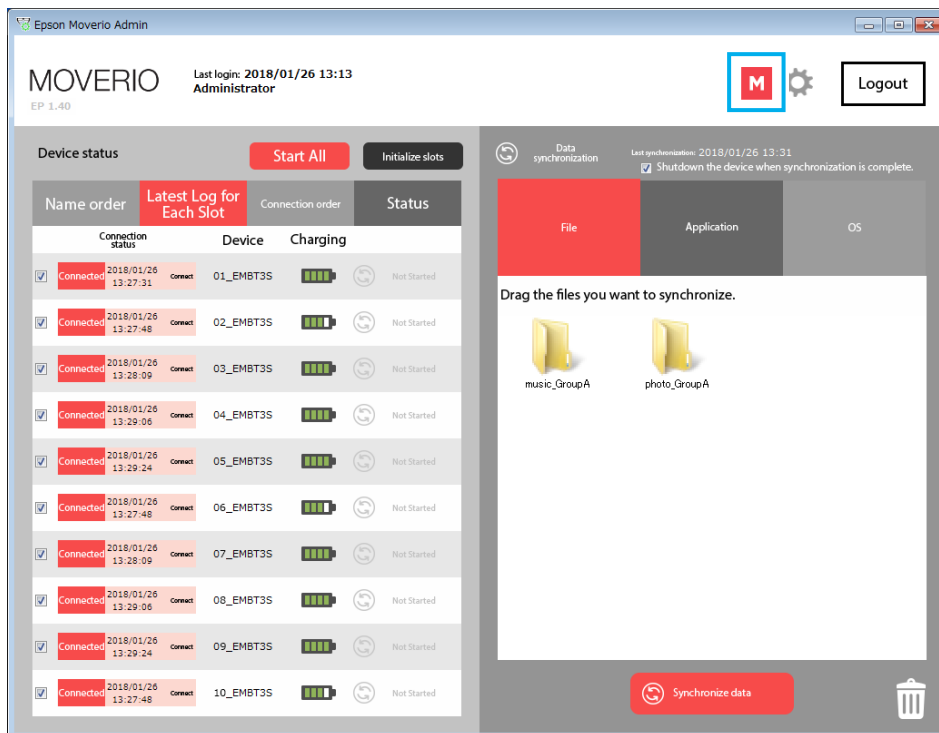 Epson Moverio Admin
MOVERIO
EP 1.40
Last login: 2018/01/26 13:13
Administrator
M
Logout
Device status
Start All
Initialize slots
Name order
Latest Log for
Each Slot
Connection order
Status
Connection
status
Device
Charging
Connected 2018/01/26 13:27:31 Connect 01_EMBT3S Not Started
Connected 2018/01/26 13:27:48 Connect 02_EMBT3S Not Started
Connected 2018/01/26 13:28:09 Connect 03_EMBT3S Not Started
Connected 2018/01/26 13:29:06 Connect 04_EMBT3S Not Started
Connected 2018/01/26 13:29:24 Connect 05_EMBT3S Not Started
Connected 2018/01/26 13:27:48 Connect 06_EMBT3S Not Started
Connected 2018/01/26 13:28:09 Connect 07_EMBT3S Not Started
Connected 2018/01/26 13:29:06 Connect 08_EMBT3S Not Started
Connected 2018/01/26 13:29:24 Connect 09_EMBT3S Not Started
Connected 2018/01/26 13:27:48 Connect 10_EMBT3S Not Started
Data
synchronization
Last synchronization: 2018/01/26 13:31
Shutdown the device when synchronization is complete.
File
Application
OS
Drag the files you want to synchronize.
music_GroupA
photo_GroupA
Synchronize data